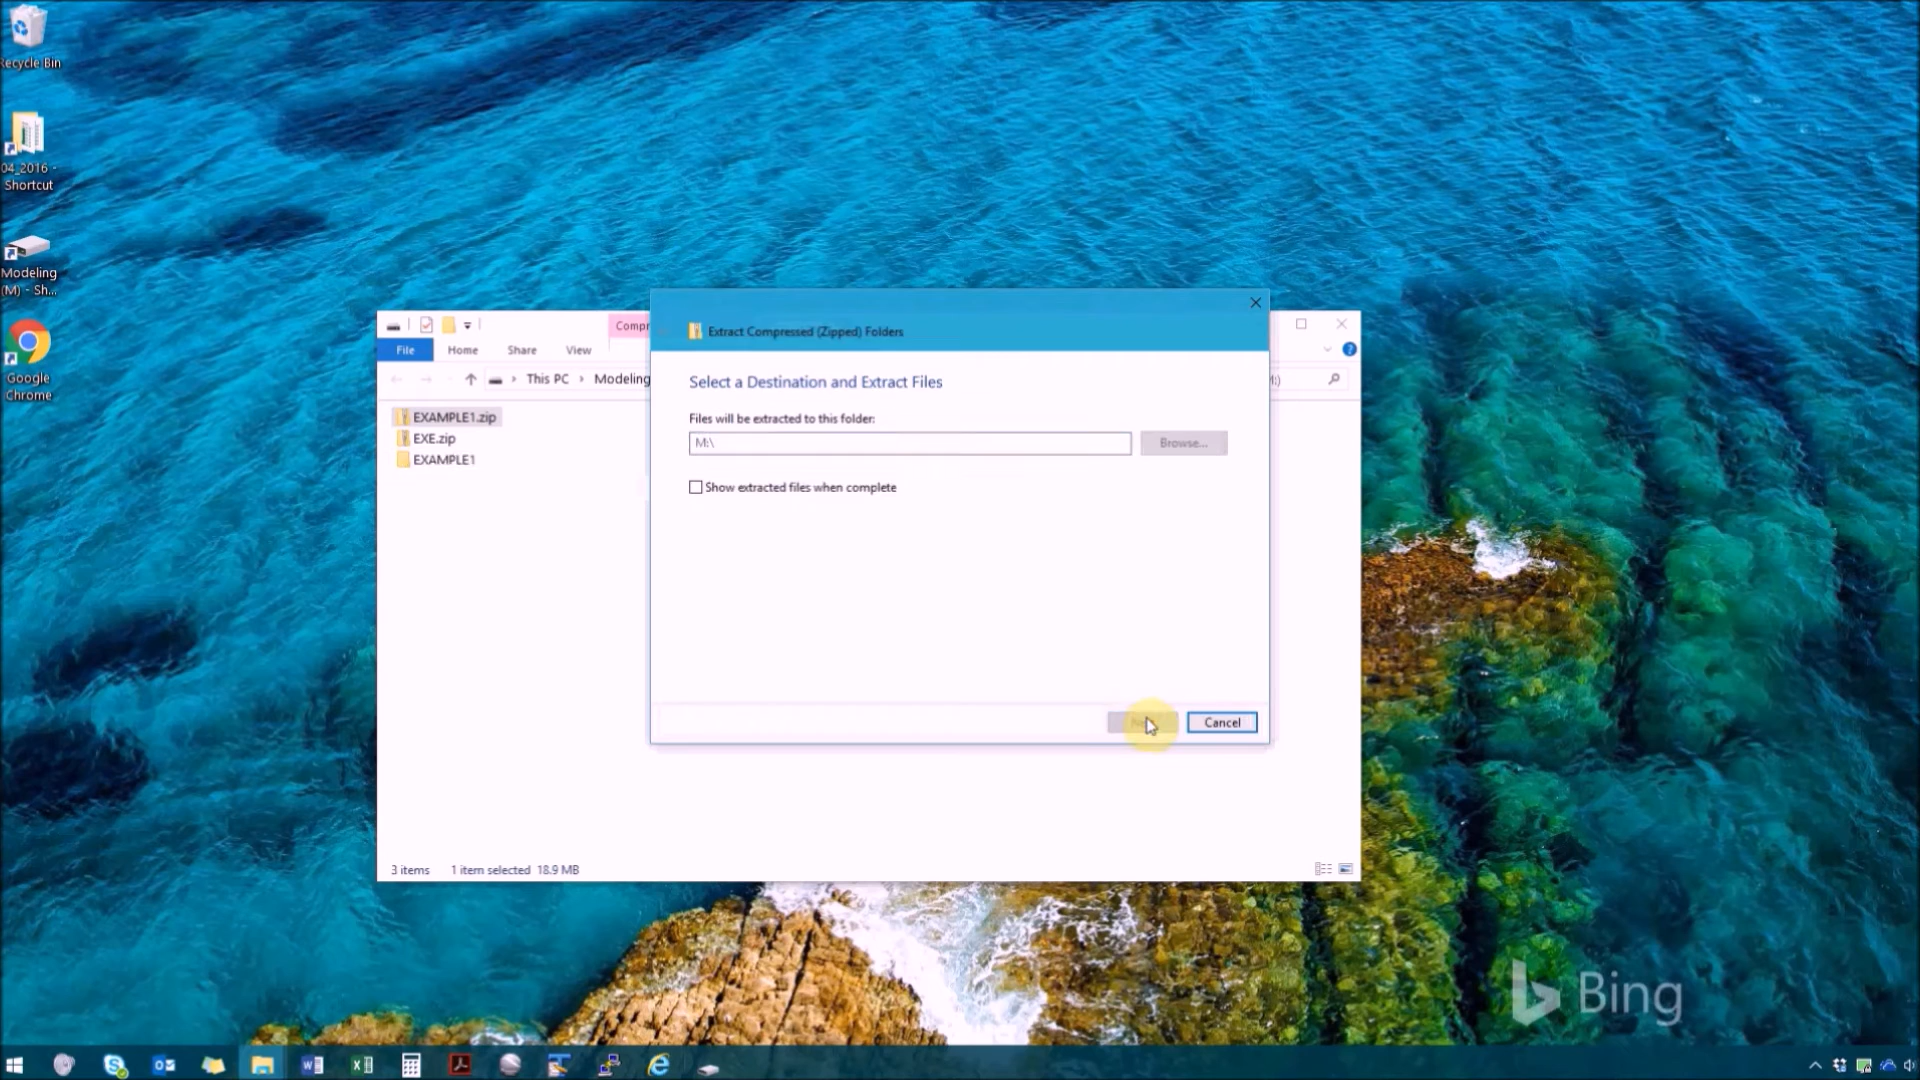 Recycle Bin
04_2016 -
Shortcut
Modeling
(M) - Sh...
Google
Chrome
Compr
File
Home
Share
View
This PC
Modeling
EXAMPLE1.zip
EXE.zip
EXAMPLE1
3 items
1 item selected 18.9 MB
Extract Compressed (Zipped) Folders
Select a Destination and Extract Files
Files will be extracted to this folder:
M:\
Browse...
Show extracted files when complete
Cancel
Bing